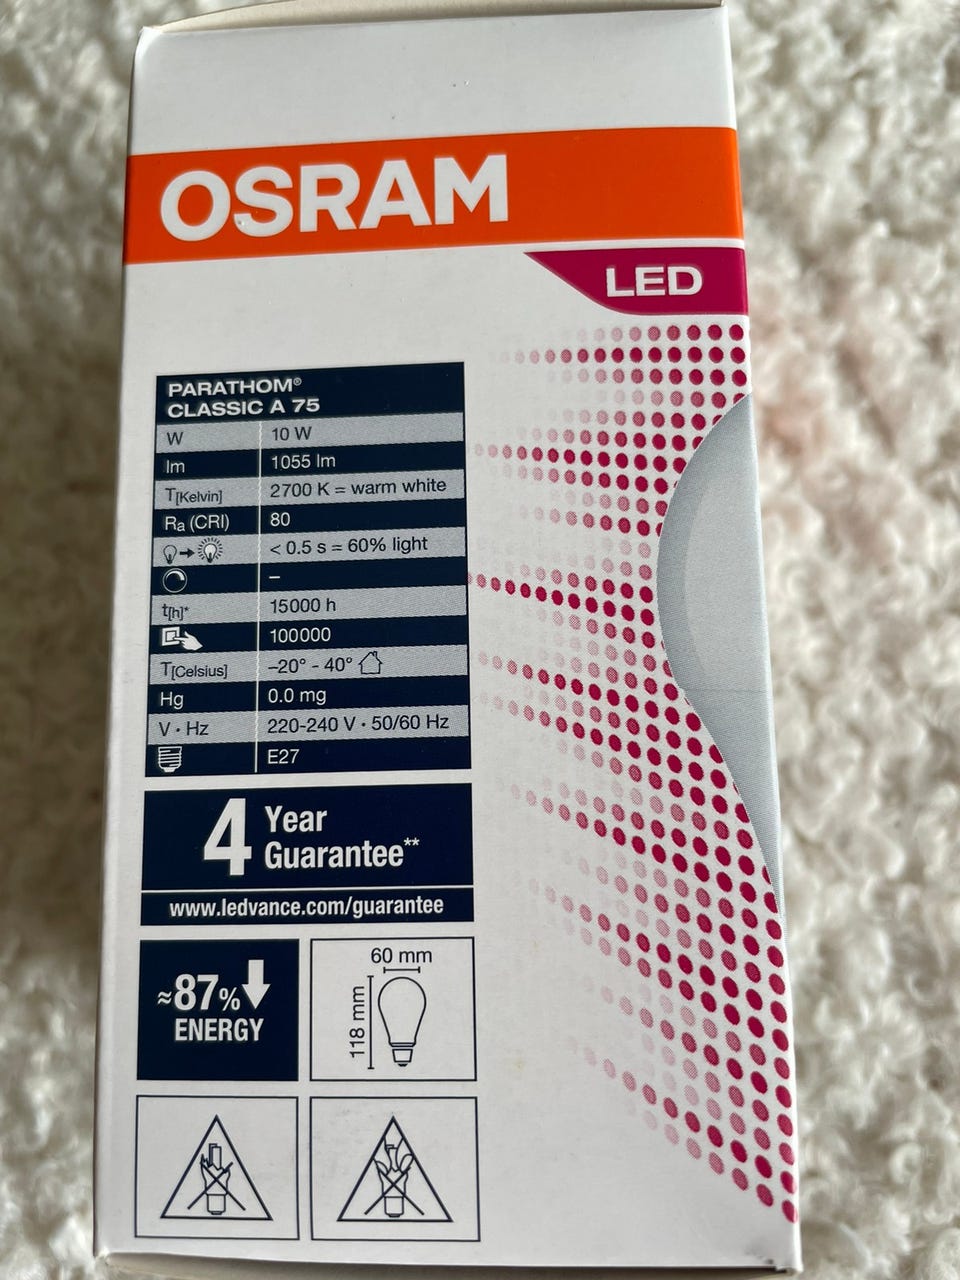 OSRAM
LED
PARATHOM®
CLASSIC A 75
W 10 W
lm 1055 lm
T[Kelvin] 2700 K = warm white
Ra (CRI) 80
< 0.5 s = 60% light
–
t[h]* 15000 h
100000
T[Celsius] –20° - 40°
Hg 0.0 mg
V · Hz 220-240 V · 50/60 Hz
E27
4 Year
Guarantee**
www.ledvance.com/guarantee
≈87%
ENERGY
60 mm
118 mm